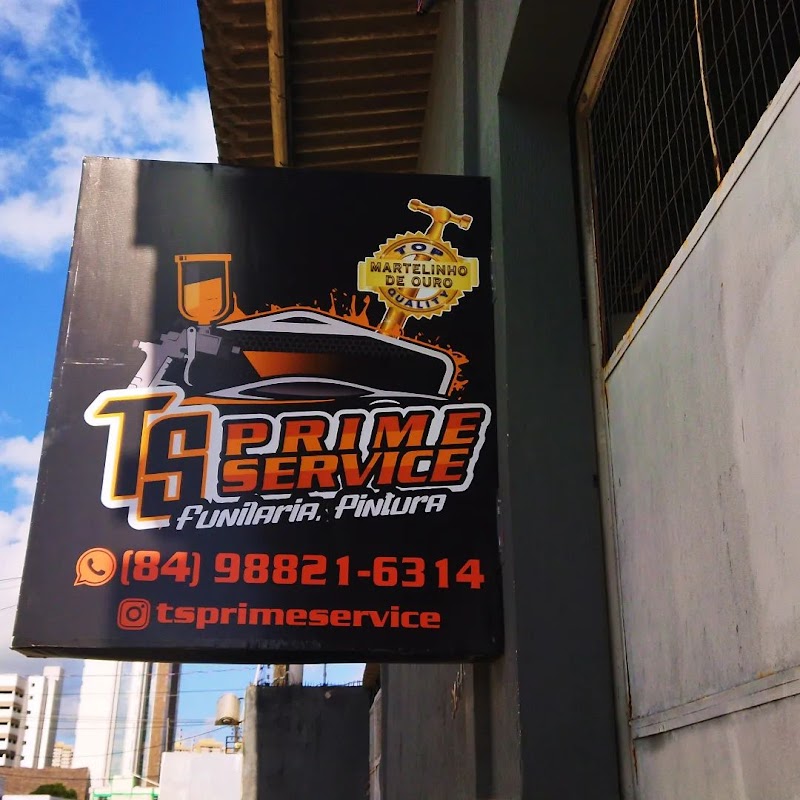 TOP
MARTELINHO
DE OURO
QUALITY
TS PRIME
SERVICE
Funilaria. Pintura
(84) 98821-6314
tsprimeservice